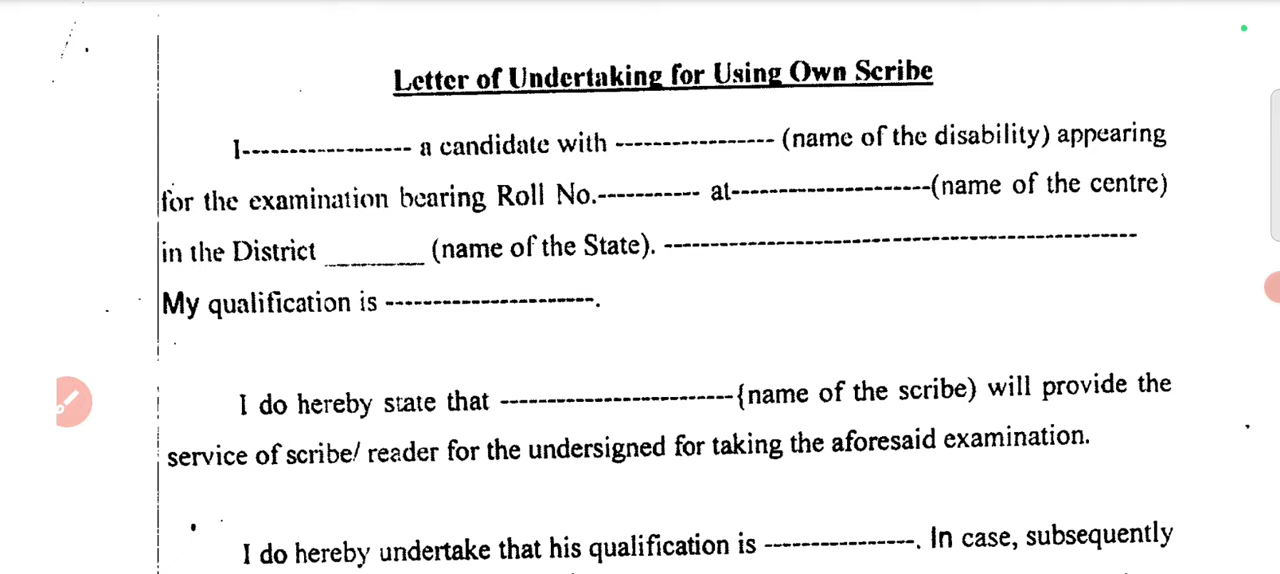 Letter of Undertaking for Using Own Scribe
I------------------ a candidate with ----------------- (name of the disability) appearing
for the examination bearing Roll No.----------- at---------------------(name of the centre)
in the District _______ (name of the State). --------------------------------------------------
My qualification is ----------------------.
I do hereby state that -------------------------{name of the scribe) will provide the
service of scribe/ reader for the undersigned for taking the aforesaid examination.
I do hereby undertake that his qualification is ----------------. In case, subsequently